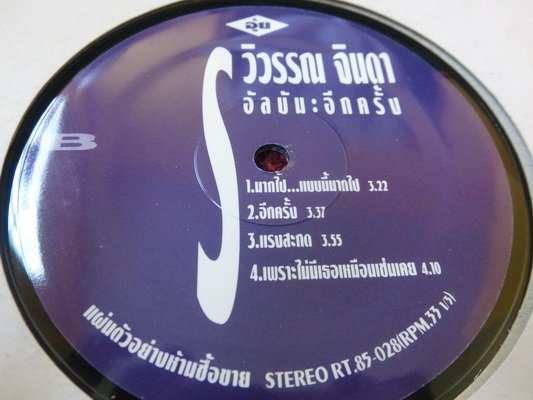 อุ๋ย
S
วิวรรณ จินดา
อัลบัม:อีกครั้ง
B
1.มากไป...แบบนี้มากไป 3.22
2.อีกครั้ง 3.37
3.แรงสะกด 3.55
4.เพราะไม่มีเธอเหมือนเช่นเคย 4.10
แผ่นตัวอย่างห้ามซื้อขาย STEREO RT.85-028(RPM.33 1/3)